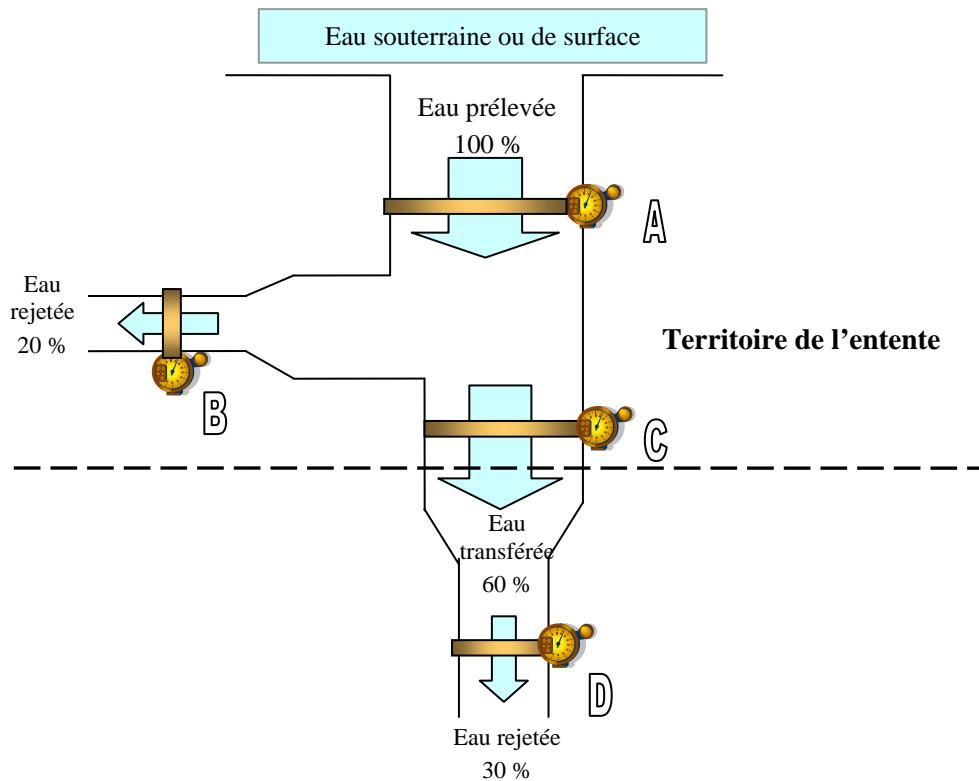 Eau souterraine ou de surface
Eau prélevée
100 %
A
Eau
rejetée
20 %
B
Territoire de l’entente
C
Eau
transférée
60 %
D
Eau rejetée
30 %